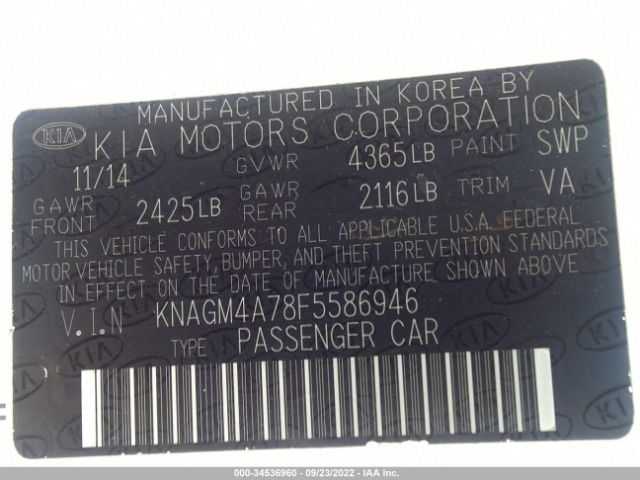 MANUFACTURED IN KOREA BY
KIA KIA MOTORS CORPORATION
11/14 GVWR 4365LB PAINT SWP
GAWR FRONT 2425LB GAWR REAR 2116LB TRIM VA
THIS VEHICLE CONFORMS TO ALL APPLICABLE U.S.A. FEDERAL
MOTOR VEHICLE SAFETY, BUMPER, AND THEFT PREVENTION STANDARDS
IN EFFECT ON THE DATE OF MANUFACTURE SHOWN ABOVE
V.I.N KNAGM4A78F5586946
TYPE PASSENGER CAR
000-34536960 - 09/23/2022 - IAA Inc.